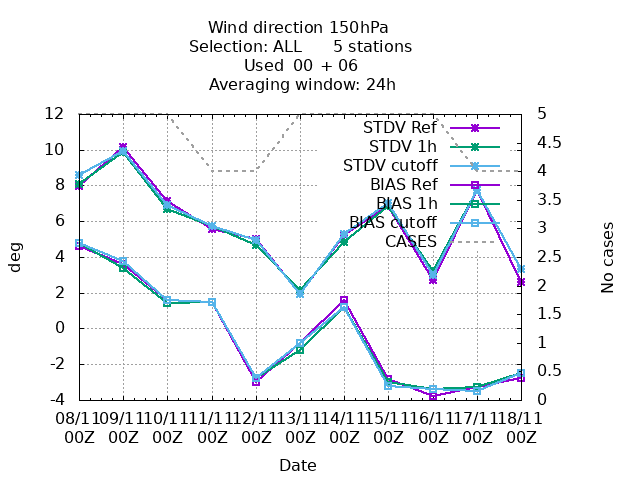 Wind direction 150hPa
Selection: ALL 5 stations
Used 00 + 06
Averaging window: 24h
deg
No cases
12
10
8
6
4
2
0
-2
-4
5
4.5
4
3.5
3
2.5
2
1.5
1
0.5
0
STDV Ref
STDV 1h
STDV cutoff
BIAS Ref
BIAS 1h
BIAS cutoff
CASES
08/11 09/11 10/11 11/11 12/11 13/11 14/11 15/11 16/11 17/11 18/11
00Z 00Z 00Z 00Z 00Z 00Z 00Z 00Z 00Z 00Z 00Z
Date